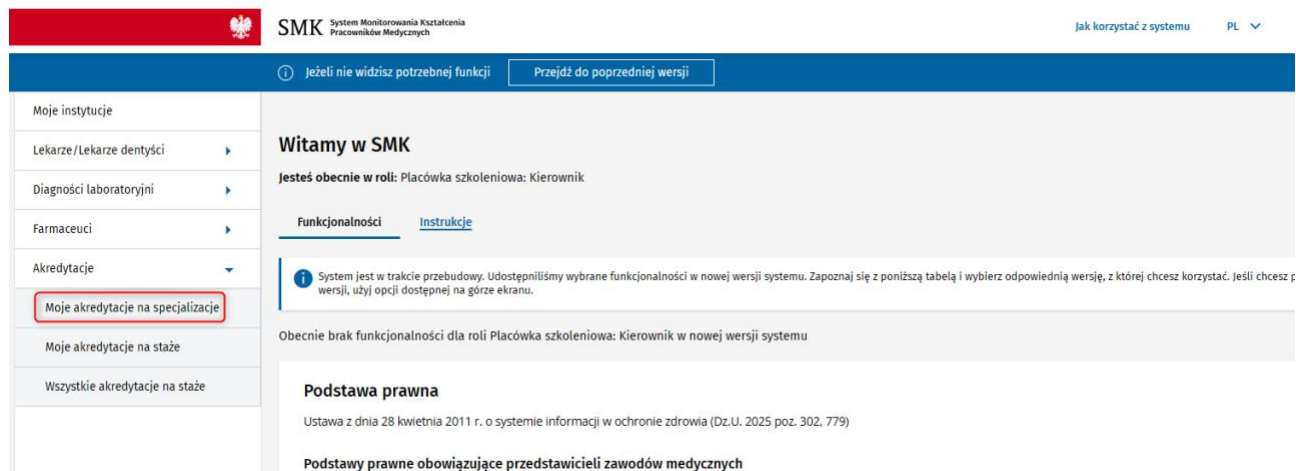 SMK System Monitorowania Kształcenia
Pracowników Medycznych
Jak korzystać z systemu
PL
Jeżeli nie widzisz potrzebnej funkcji
Przejdź do poprzedniej wersji
Moje instytucje
Lekarze/Lekarze dentyści
Diagności laboratoryjni
Farmaceuci
Akredytacje
Moje akredytacje na specjalizacje
Moje akredytacje na staże
Wszystkie akredytacje na staże
Witamy w SMK
Jesteś obecnie w roli: Placówka szkoleniowa: Kierownik
Funkcjonalności
Instrukcje
System jest w trakcie przebudowy. Udostępniliśmy wybrane funkcjonalności w nowej wersji systemu. Zapoznaj się z poniższą tabelą i wybierz odpowiednią wersję, z której chcesz korzystać. Jeśli chcesz p
wersji, użyj opcji dostępnej na górze ekranu.
Obecnie brak funkcjonalności dla roli Placówka szkoleniowa: Kierownik w nowej wersji systemu
Podstawa prawna
Ustawa z dnia 28 kwietnia 2011 r. o systemie informacji w ochronie zdrowia (Dz.U. 2025 poz. 302, 779)
Podstawy prawne obowiązujące przedstawicieli zawodów medycznych